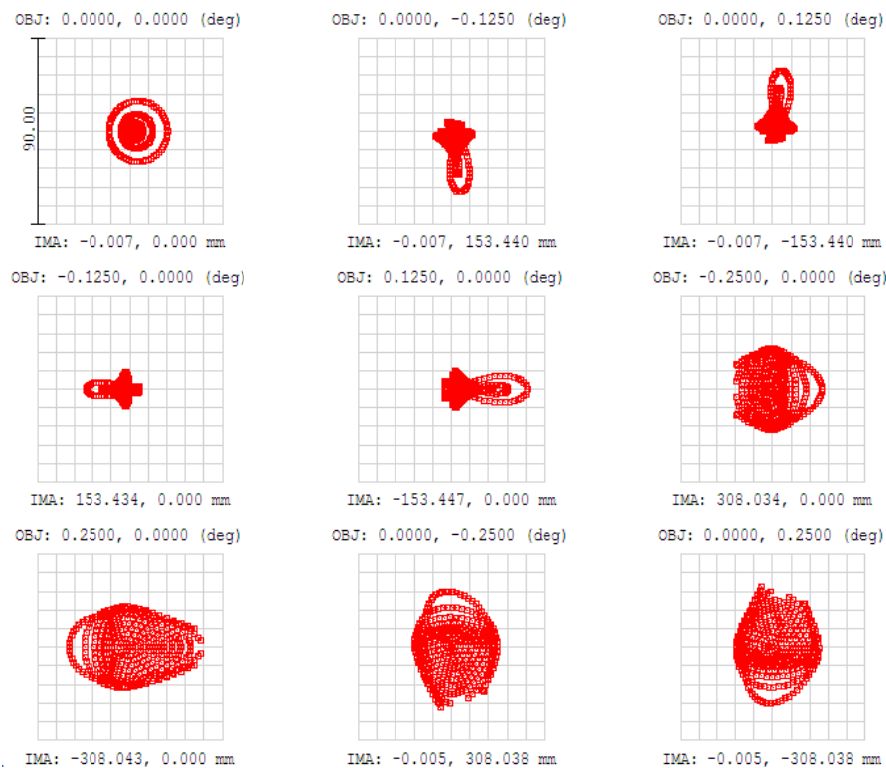 OBJ: 0.0000, 0.0000 (deg)
OBJ: 0.0000, -0.1250 (deg)
OBJ: 0.0000, 0.1250 (deg)
90.00
IMA: -0.007, 0.000 mm
IMA: -0.007, 153.440 mm
IMA: -0.007, -153.440 mm
OBJ: -0.1250, 0.0000 (deg)
OBJ: 0.1250, 0.0000 (deg)
OBJ: -0.2500, 0.0000 (deg)
IMA: 153.434, 0.000 mm
IMA: -153.447, 0.000 mm
IMA: 308.034, 0.000 mm
OBJ: 0.2500, 0.0000 (deg)
OBJ: 0.0000, -0.2500 (deg)
OBJ: 0.0000, 0.2500 (deg)
IMA: -308.043, 0.000 mm
IMA: -0.005, 308.038 mm
IMA: -0.005, -308.038 mm